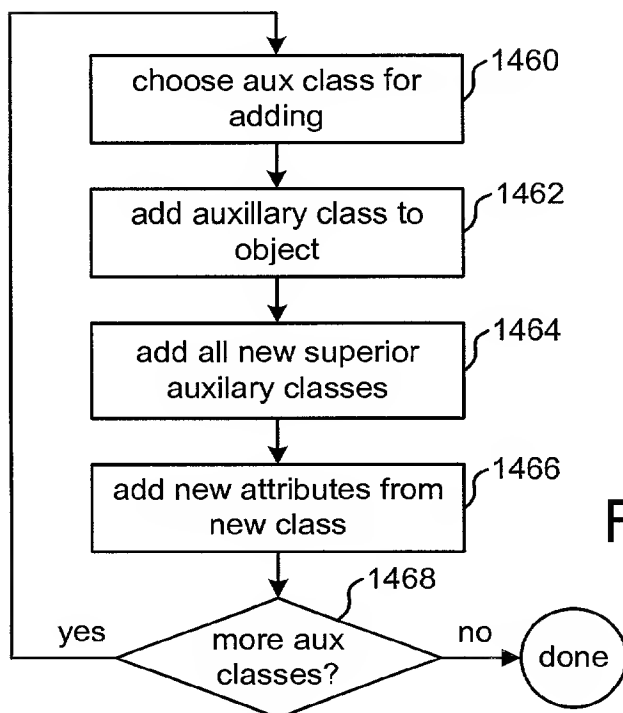 choose aux class for
adding
1460
add auxillary class to
object
1462
add all new superior
auxilary classes
1464
add new attributes from
new class
1466
1468
yes
more aux
classes?
no
done
F